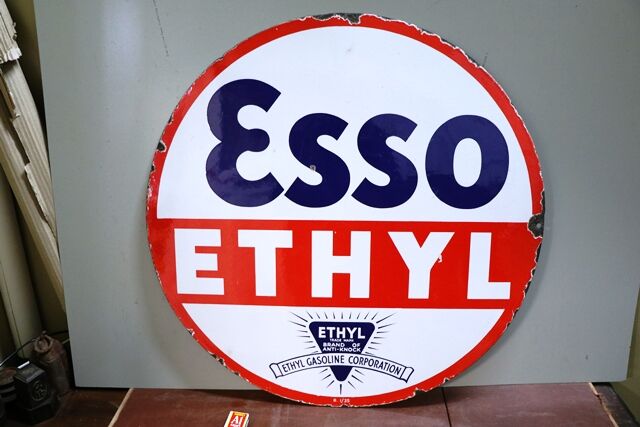 Esso
ETHYL
ETHYL
TRADE MARK
BRAND OF
ANTI-KNOCK
ETHYL GASOLINE CORPORATION